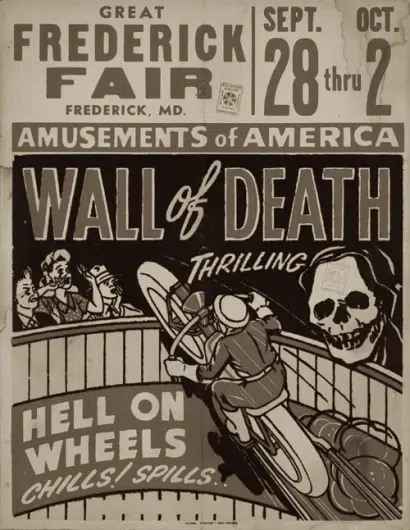 GREAT
FREDERICK
FAIR
FREDERICK, MD.
SEPT. OCT.
28 thru 2
AMUSEMENTS of AMERICA
WALL of DEATH
THRILLING
HELL ON
WHEELS
CHILLS! SPILLS..